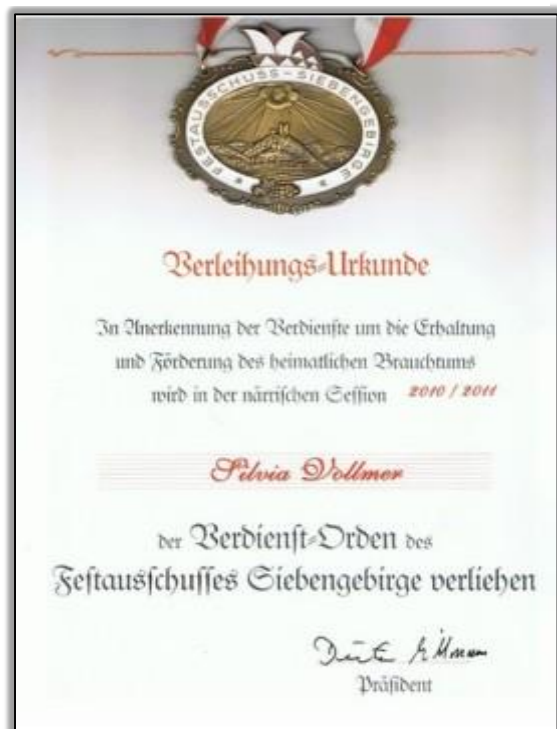 FESTAUSSCHUSS - SIEBENGEBIRGE
Verleihungs-Urkunde
In Anerkennung der Verdienste um die Erhaltung
und Förderung des heimatlichen Brauchtums
wird in der närrischen Session 2010 / 2011
Silvia Vollmer
der Verdienst-Orden des
Festausschusses Siebengebirge verliehen
Präsident